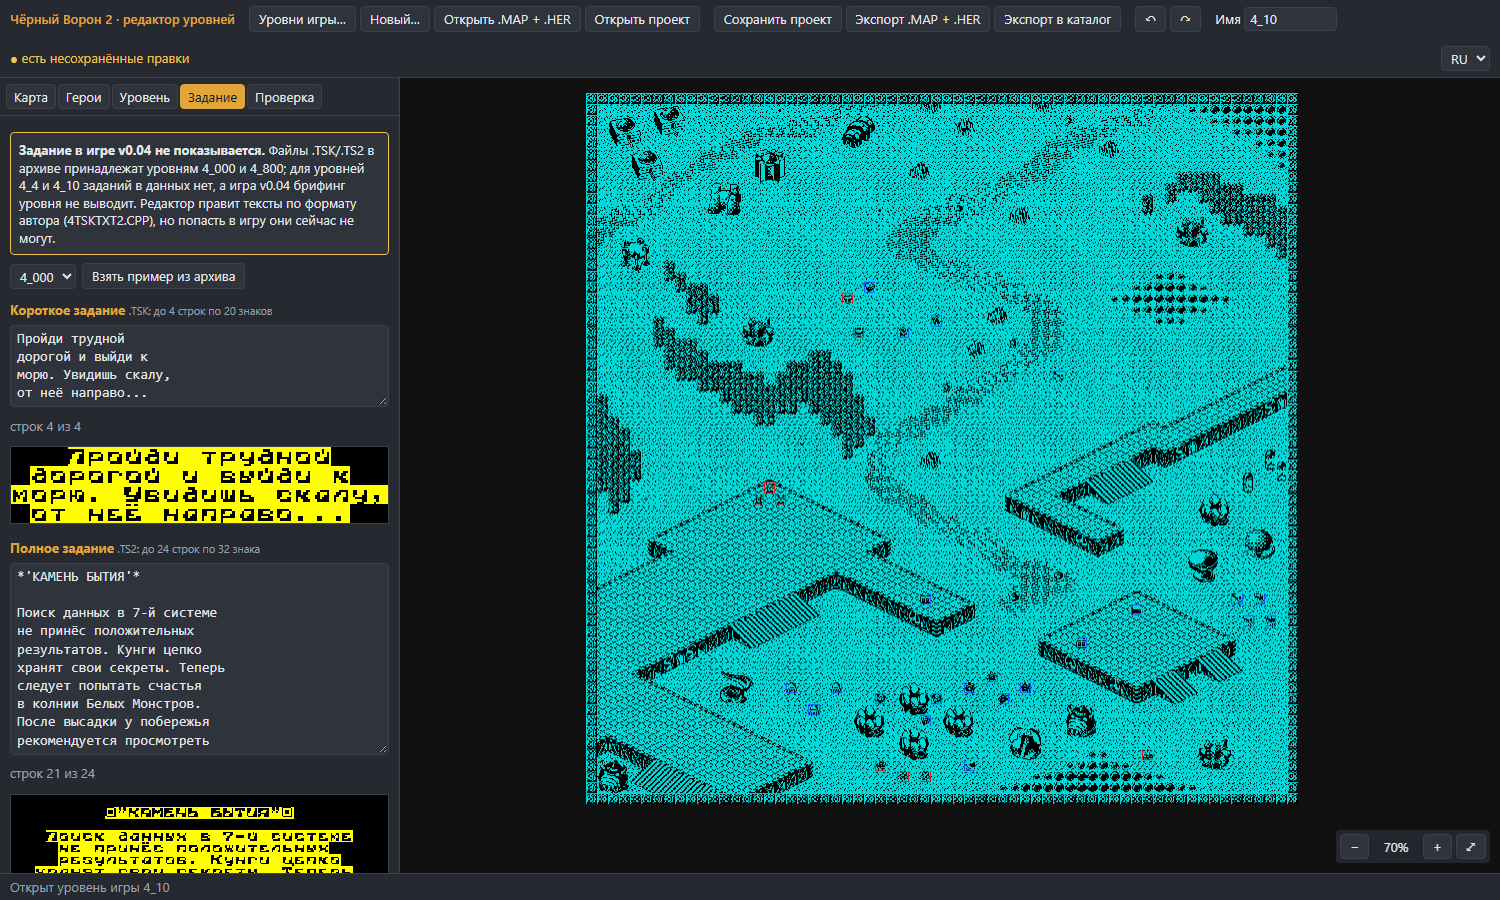 Чёрный Ворон 2 · редактор уровней
Уровни игры...
Новый...
Открыть .MAP + .HER
Открыть проект
Сохранить проект
Экспорт .MAP + .HER
Экспорт в каталог
Имя
4_10
● есть несохранённые правки
RU
Карта
Герои
Уровень
Задание
Проверка
Задание в игре v0.04 не показывается. Файлы .TSK/.TS2 в
архиве принадлежат уровням 4_000 и 4_800; для уровней
4_4 и 4_10 заданий в данных нет, а игра v0.04 брифинг
уровня не выводит. Редактор правит тексты по формату
автора (4TSKTXT2.CPP), но попасть в игру они сейчас не
могут.
4_000
Взять пример из архива
Короткое задание .TSK: до 4 строк по 20 знаков
Пройди трудной
дорогой и выйди к
морю. Увидишь скалу,
от неё направо...
строк 4 из 4
Пройди трудной
дорогой и выйди к
морю. Увидишь скалу,
от неё направо...
Полное задание .TS2: до 24 строк по 32 знака
*'КАМЕНЬ БЫТИЯ'*
Поиск данных в 7-й системе
не принёс положительных
результатов. Кунги цепко
хранят свои секреты. Теперь
следует попытать счастья
в колнии Белых Монстров.
После высадки у побережья
рекомендуется просмотреть
строк 21 из 24
"КАМЕНЬ БЫТИЯ"
Поиск данных в 7-й системе
не принёс положительных
результатов. Кунги цепко
хранят свои секреты. Теперь
−
70%
+
Открыт уровень игры 4_10